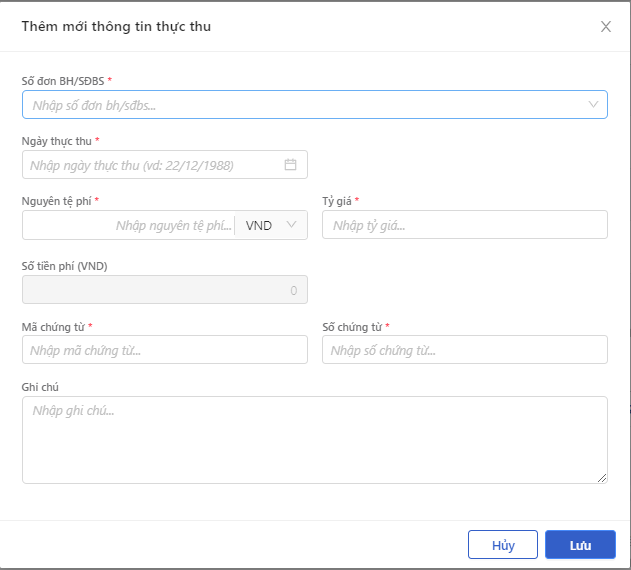 Thêm mới thông tin thực thu
Số đơn BH/SĐBS *
Nhập số đơn bh/sđbs...
Ngày thực thu *
Nhập ngày thực thu (vd: 22/12/1988)
Nguyên tệ phí * Tỷ giá *
Nhập nguyên tệ phí... VND Nhập tỷ giá...
Số tiền phí (VND)
0
Mã chứng từ * Số chứng từ *
Nhập mã chứng từ... Nhập số chứng từ...
Ghi chú
Nhập ghi chú...
Hủy Lưu